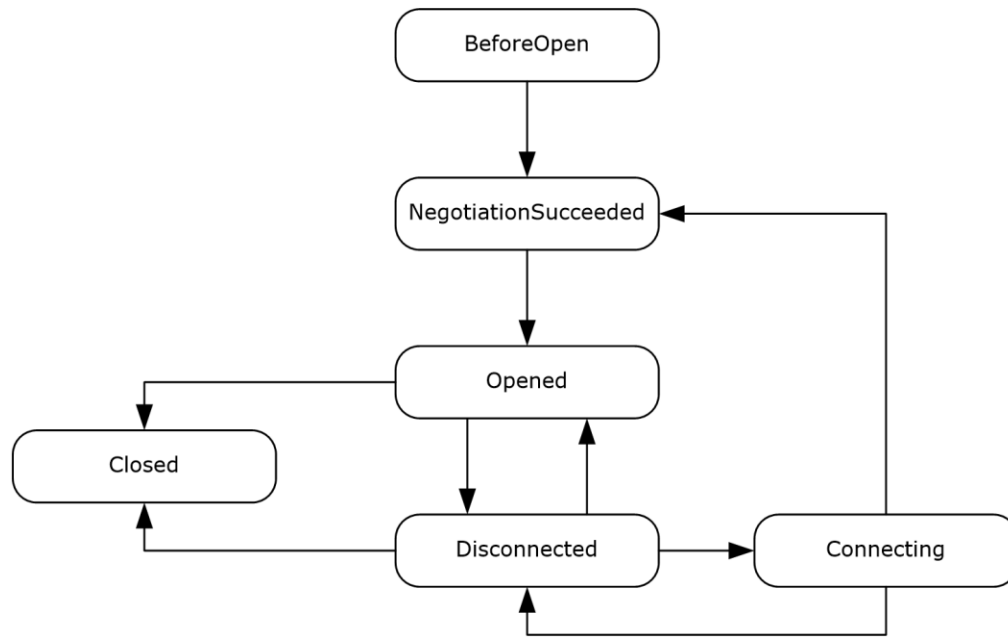 BeforeOpen
NegotiationSucceeded
Opened
Closed
Disconnected
Connecting